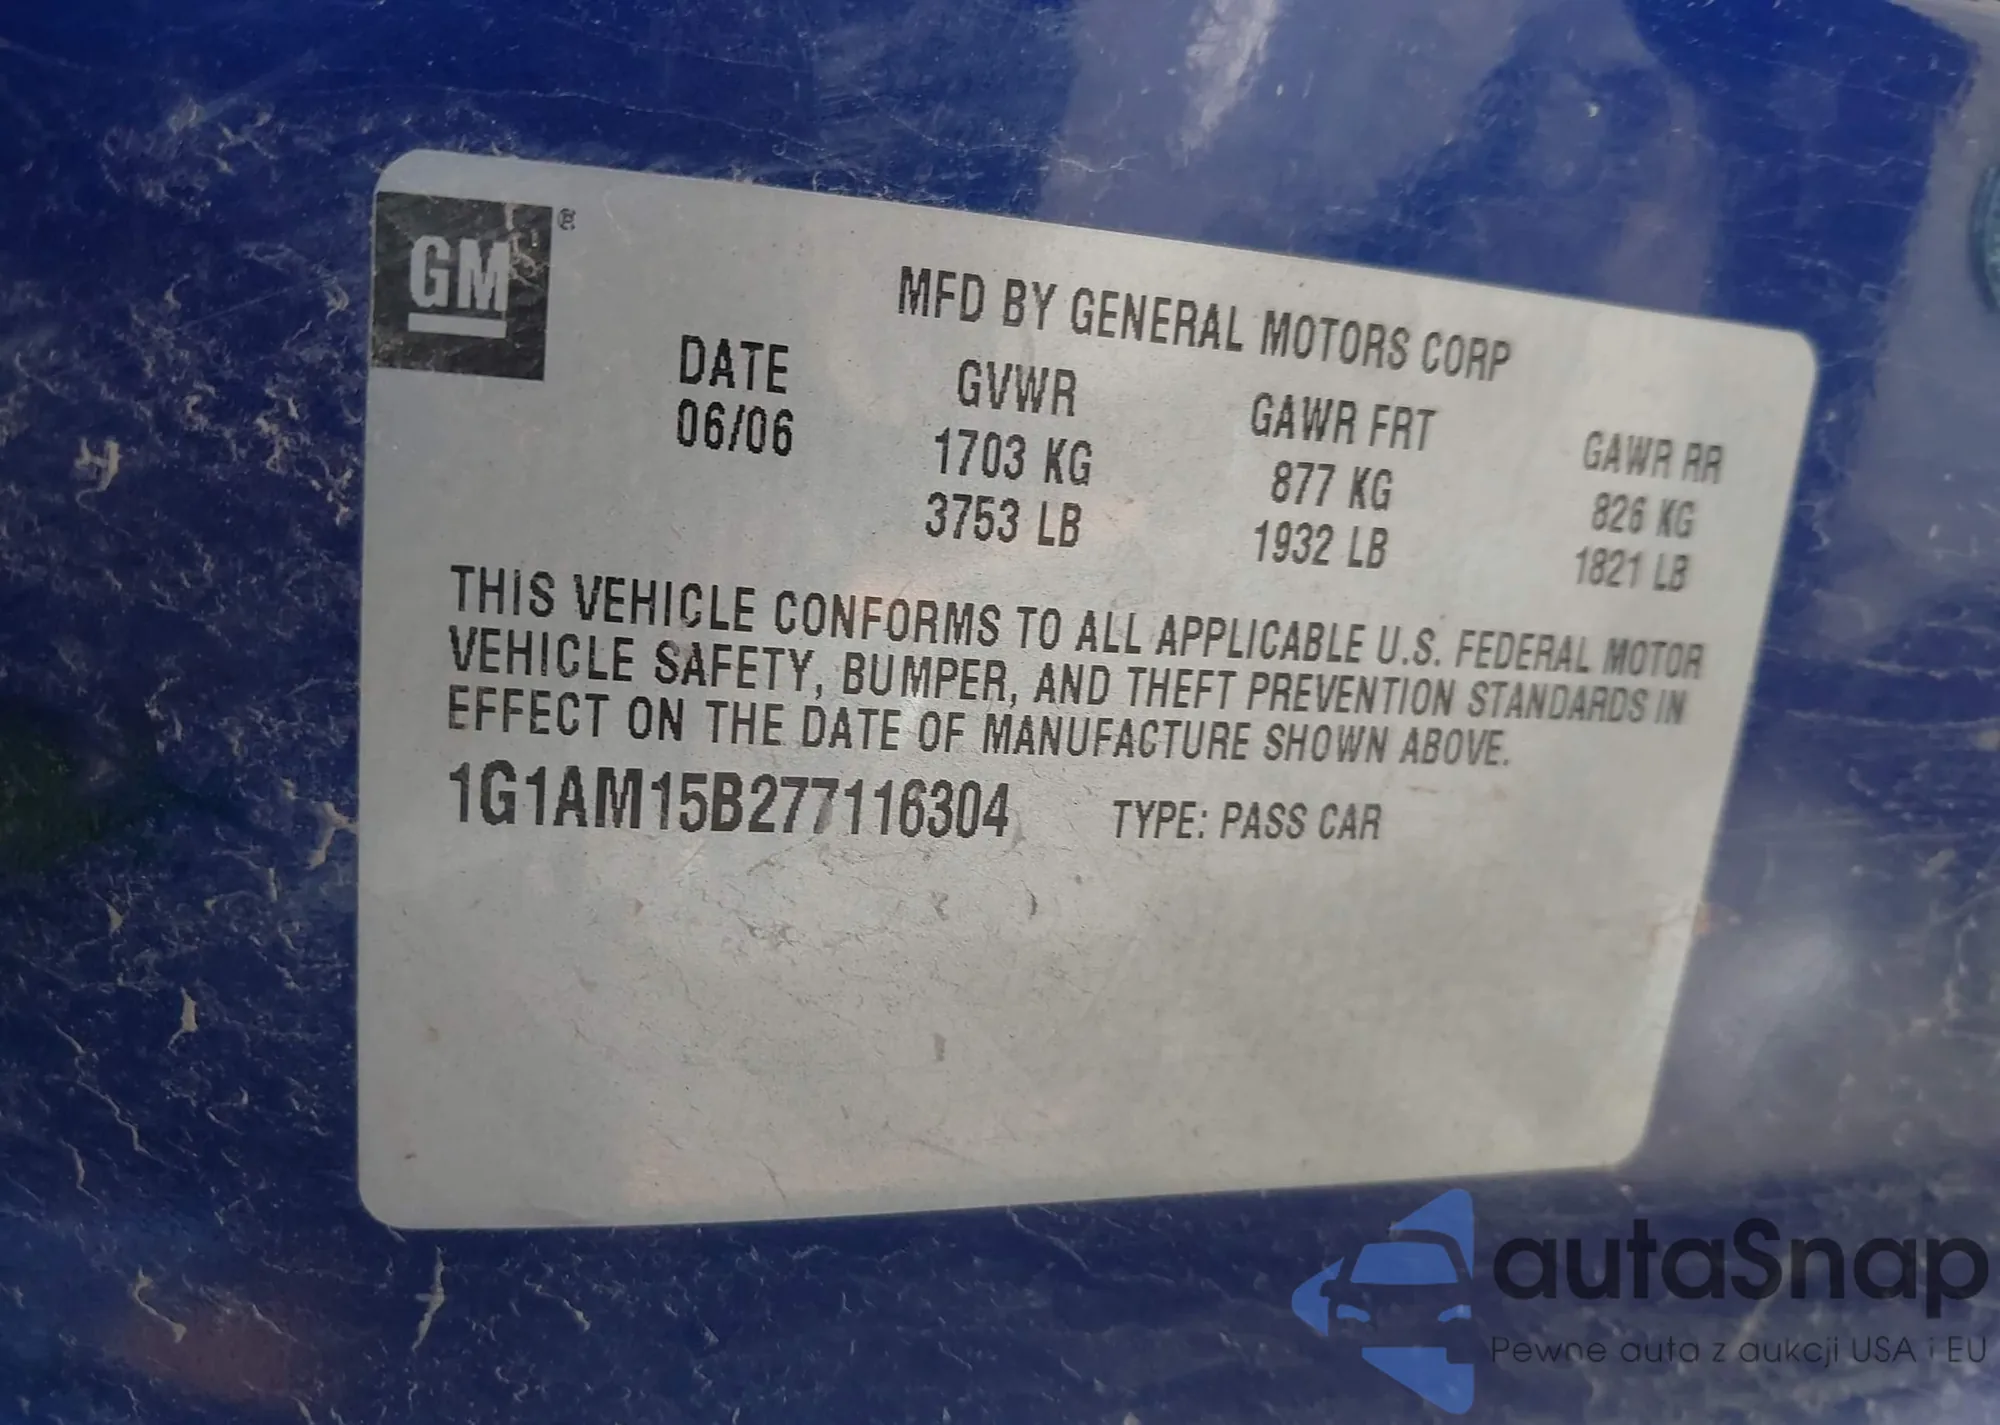 GM®
MFD BY GENERAL MOTORS CORP
DATE GVWR GAWR FRT GAWR RR
06/06 1703 KG 877 KG 826 KG
3753 LB 1932 LB 1821 LB
THIS VEHICLE CONFORMS TO ALL APPLICABLE U.S. FEDERAL MOTOR
VEHICLE SAFETY, BUMPER, AND THEFT PREVENTION STANDARDS IN
EFFECT ON THE DATE OF MANUFACTURE SHOWN ABOVE.
1G1AM15B277116304 TYPE: PASS CAR
autaSnap
Pewne auta z aukcji USA i EU